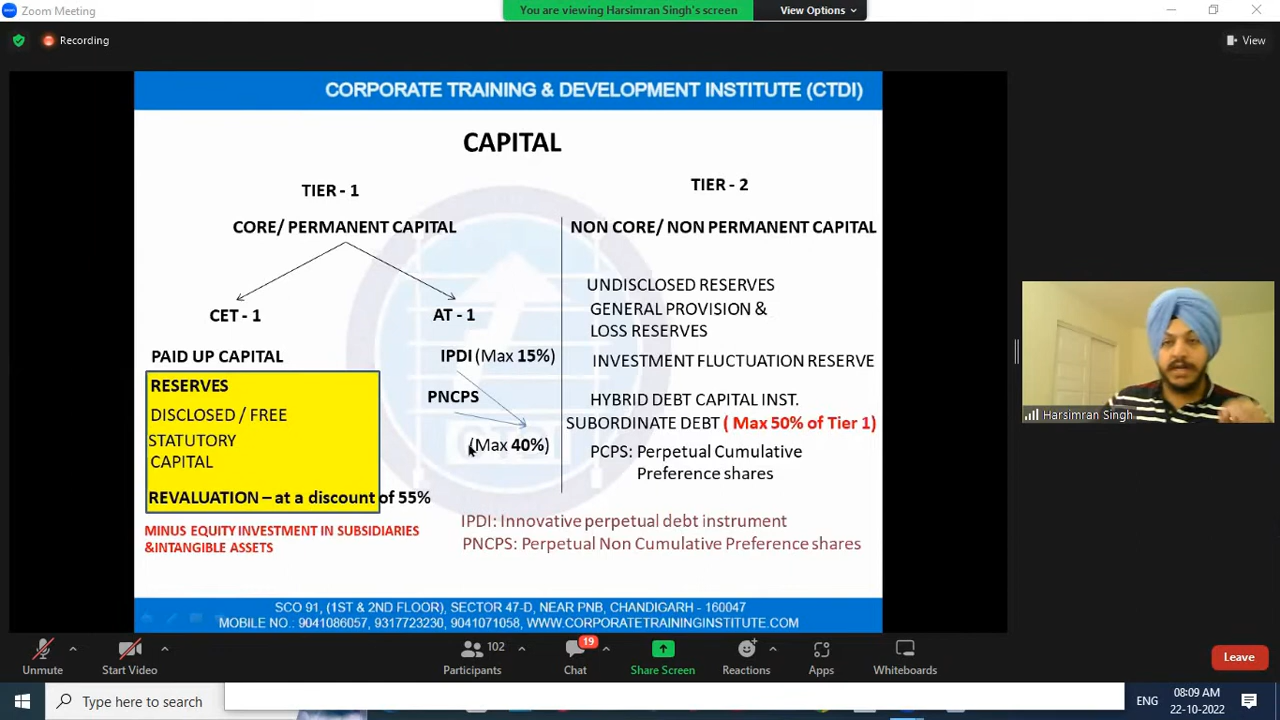 Zoom Meeting
You are viewing Harsimran Singh's screen
View Options
Recording
View
CORPORATE TRAINING & DEVELOPMENT INSTITUTE (CTDI)
CAPITAL
TIER - 1
CORE/ PERMANENT CAPITAL
CET - 1
AT - 1
PAID UP CAPITAL
RESERVES
DISCLOSED / FREE
STATUTORY
CAPITAL
REVALUATION – at a discount of 55%
MINUS EQUITY INVESTMENT IN SUBSIDIARIES
&INTANGIBLE ASSETS
IPDI (Max 15%)
PNCPS
(Max 40%)
TIER - 2
NON CORE/ NON PERMANENT CAPITAL
UNDISCLOSED RESERVES
GENERAL PROVISION &
LOSS RESERVES
INVESTMENT FLUCTUATION RESERVE
HYBRID DEBT CAPITAL INST.
SUBORDINATE DEBT ( Max 50% of Tier 1)
PCPS: Perpetual Cumulative
Preference shares
IPDI: Innovative perpetual debt instrument
PNCPS: Perpetual Non Cumulative Preference shares
SCO 91, (1ST & 2ND FLOOR), SECTOR 47-D, NEAR PNB, CHANDIGARH - 160047
MOBILE NO.: 9041086057, 9317723230, 9041071058, WWW.CORPORATETRAININGINSTITUTE.COM
Harsimran Singh
Unmute
Start Video
102
Participants
19
Chat
Share Screen
Reactions
Apps
Whiteboards
Leave
Type here to search
ENG
08:09 AM
22-10-2022